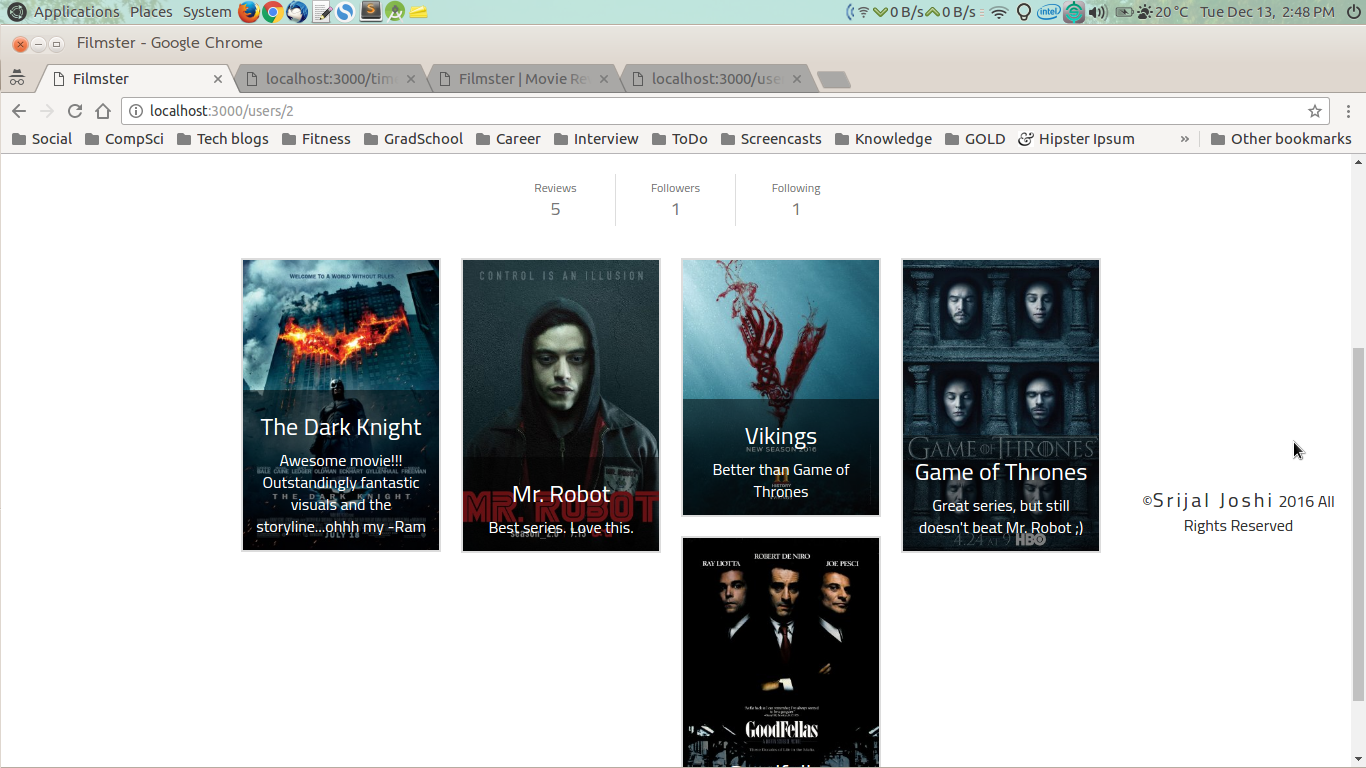 Applications Places System 0 B/s 0 B/s intel 20 °C Tue Dec 13, 2:48 PM
Filmster - Google Chrome
Filmster localhost:3000/tim Filmster | Movie Re localhost:3000/use
localhost:3000/users/2
Social CompSci Tech blogs Fitness GradSchool Career Interview ToDo Screencasts Knowledge GOLD Hipster Ipsum » Other bookmarks
Reviews Followers Following
5 1 1
WELCOME TO A WORLD WITHOUT RULES.
The Dark Knight
Awesome movie!!!
Outstandingly fantastic
visuals and the
storyline...ohhh my -Ram
THE DARK KNIGHT
JULY 18
CONTROL IS AN ILLUSION
Mr. Robot
MR. ROBOT
Best series. Love this.
season_2.0
Vikings
NEW SEASON 2016
Better than Game of
Thrones
HISTORY
GAME OF THRONES
Game of Thrones
Great series, but still
doesn't beat Mr. Robot ;)
4.24 AT 9 HBO
©Srijal Joshi 2016 All
Rights Reserved
ROBERT DE NIRO
RAY LIOTTA JOE PESCI
GoodFellas